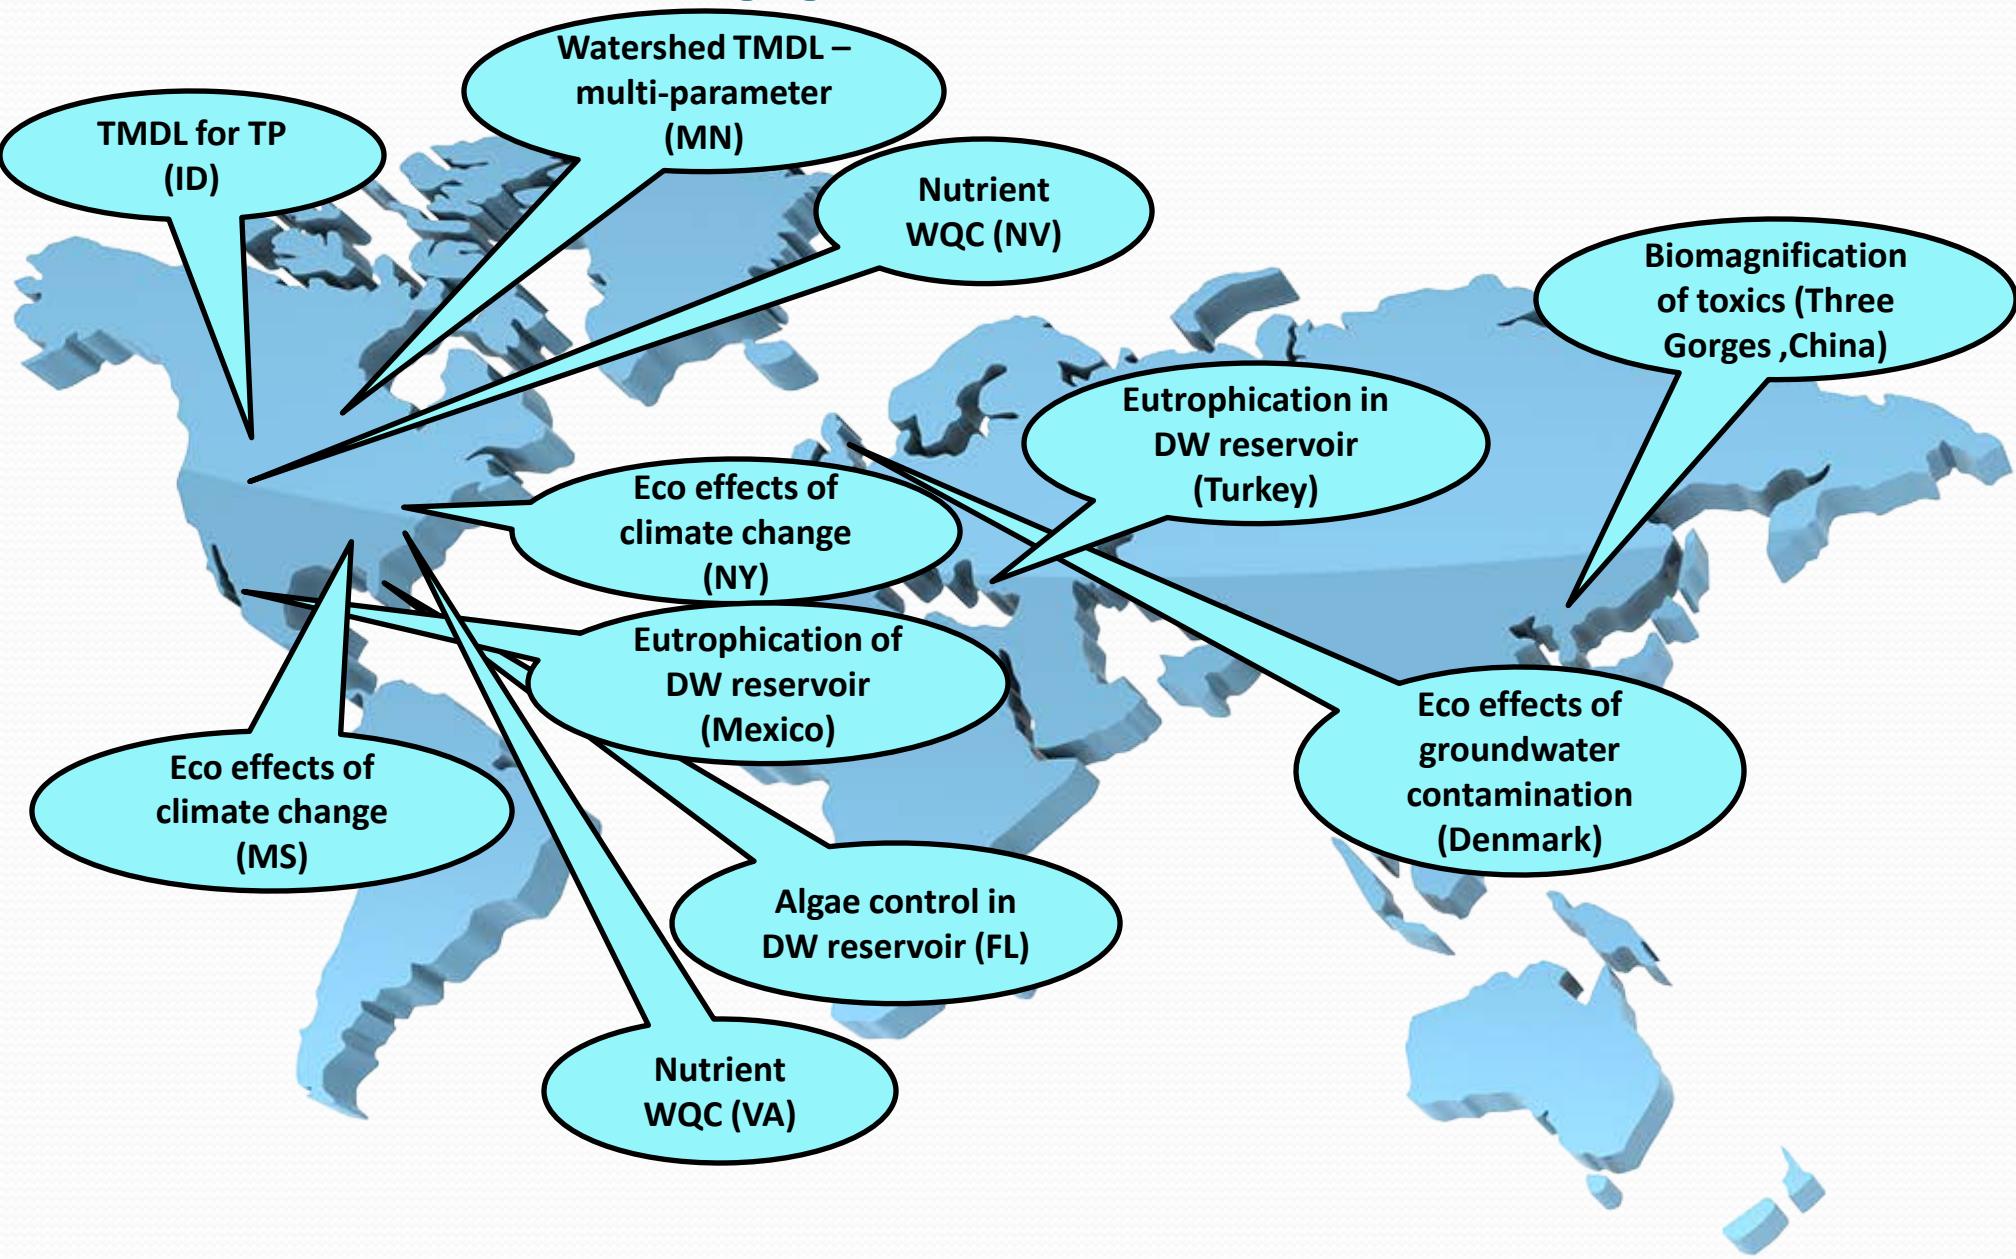 Watershed TMDL –
multi-parameter
(MN)
TMDL for TP
(ID)
Nutrient
WQC (NV)
Biomagnification
of toxics (Three
Gorges ,China)
Eutrophication in
DW reservoir
(Turkey)
Eco effects of
climate change
(NY)
Eutrophication of
DW reservoir
(Mexico)
Eco effects of
groundwater
contamination
(Denmark)
Eco effects of
climate change
(MS)
Algae control in
DW reservoir (FL)
Nutrient
WQC (VA)